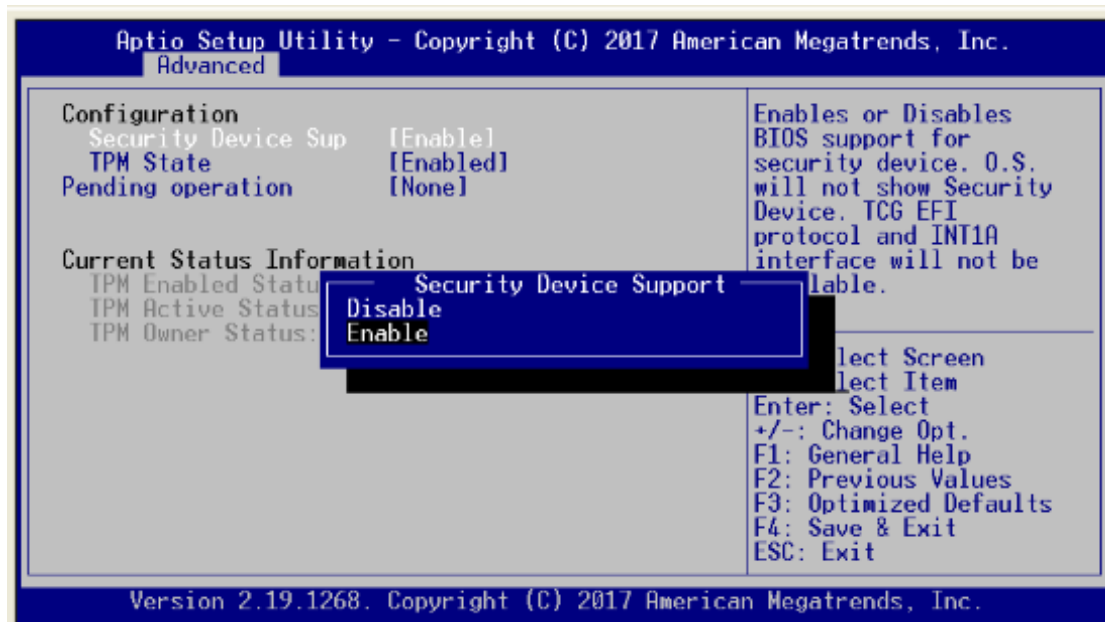 Aptio Setup Utility - Copyright (C) 2017 American Megatrends, Inc.
Advanced
Configuration
Security Device Sup [Enable]
TPM State [Enabled]
Pending operation [None]
Current Status Information
TPM Enabled Statu
TPM Active Status
TPM Owner Status:
Security Device Support
Disable
Enable
Enables or Disables
BIOS support for
security device. O.S.
will not show Security
Device. TCG EFI
protocol and INT1A
interface will not be
lable.
lect Screen
lect Item
Enter: Select
+/-: Change Opt.
F1: General Help
F2: Previous Values
F3: Optimized Defaults
F4: Save & Exit
ESC: Exit
Version 2.19.1268. Copyright (C) 2017 American Megatrends, Inc.